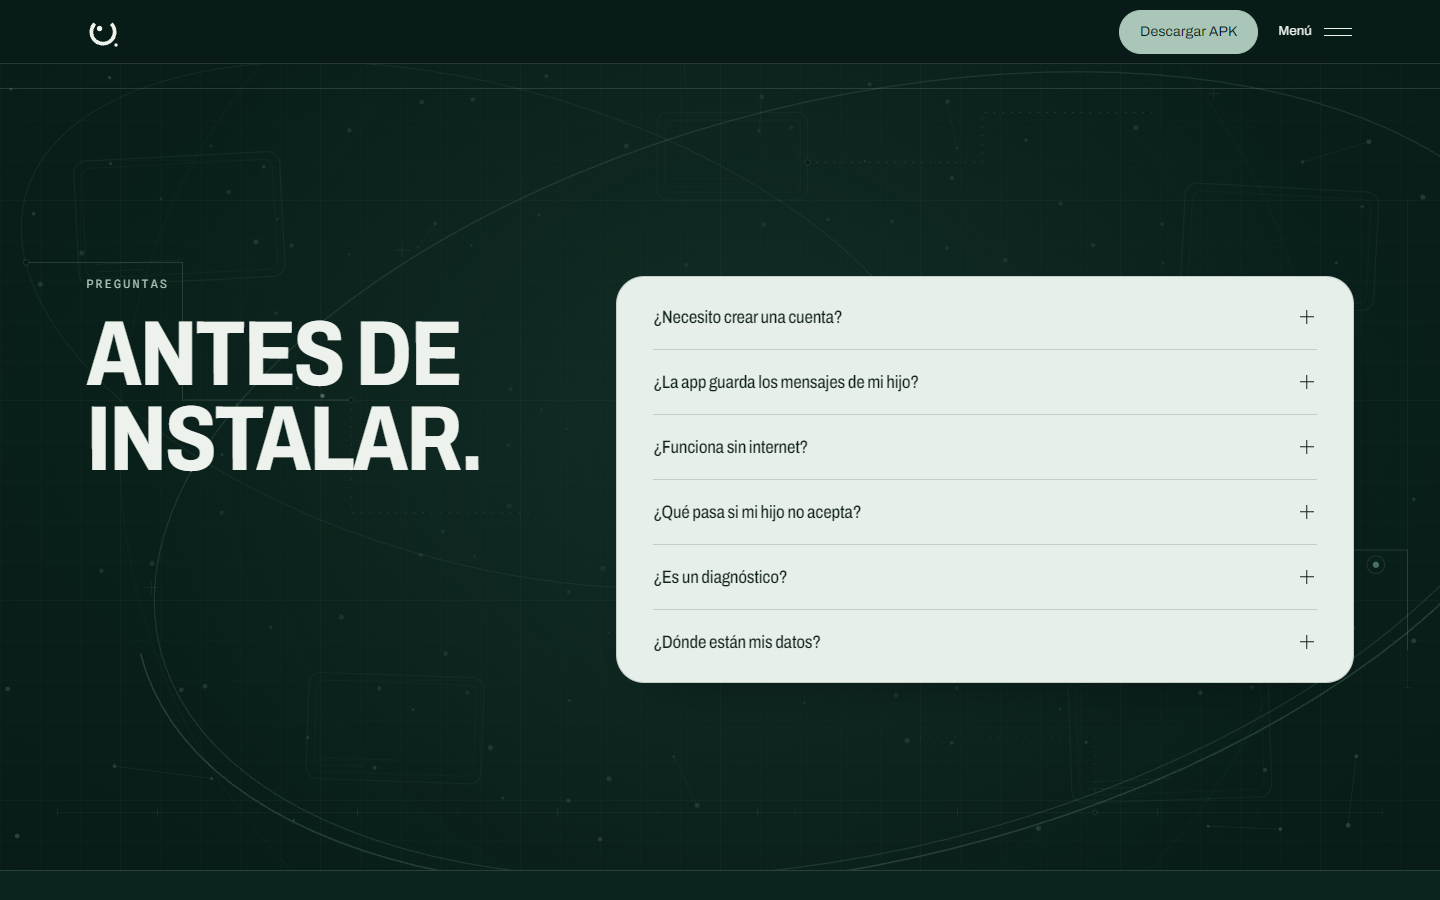 Descargar APK
Menú
PREGUNTAS
ANTES DE
INSTALAR.
¿Necesito crear una cuenta?
¿La app guarda los mensajes de mi hijo?
¿Funciona sin internet?
¿Qué pasa si mi hijo no acepta?
¿Es un diagnóstico?
¿Dónde están mis datos?